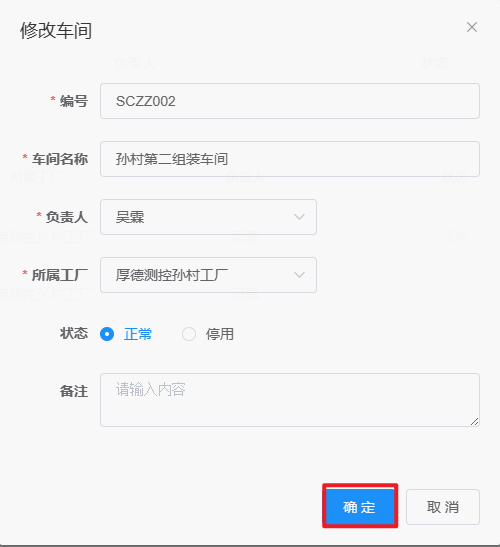 修改车间
* 编号 SCZZ002
* 车间名称 孙村第二组装车间
* 负责人 吴霖
* 所属工厂 厚德测控孙村工厂
状态 正常 停用
备注 请输入内容
确 定 取 消